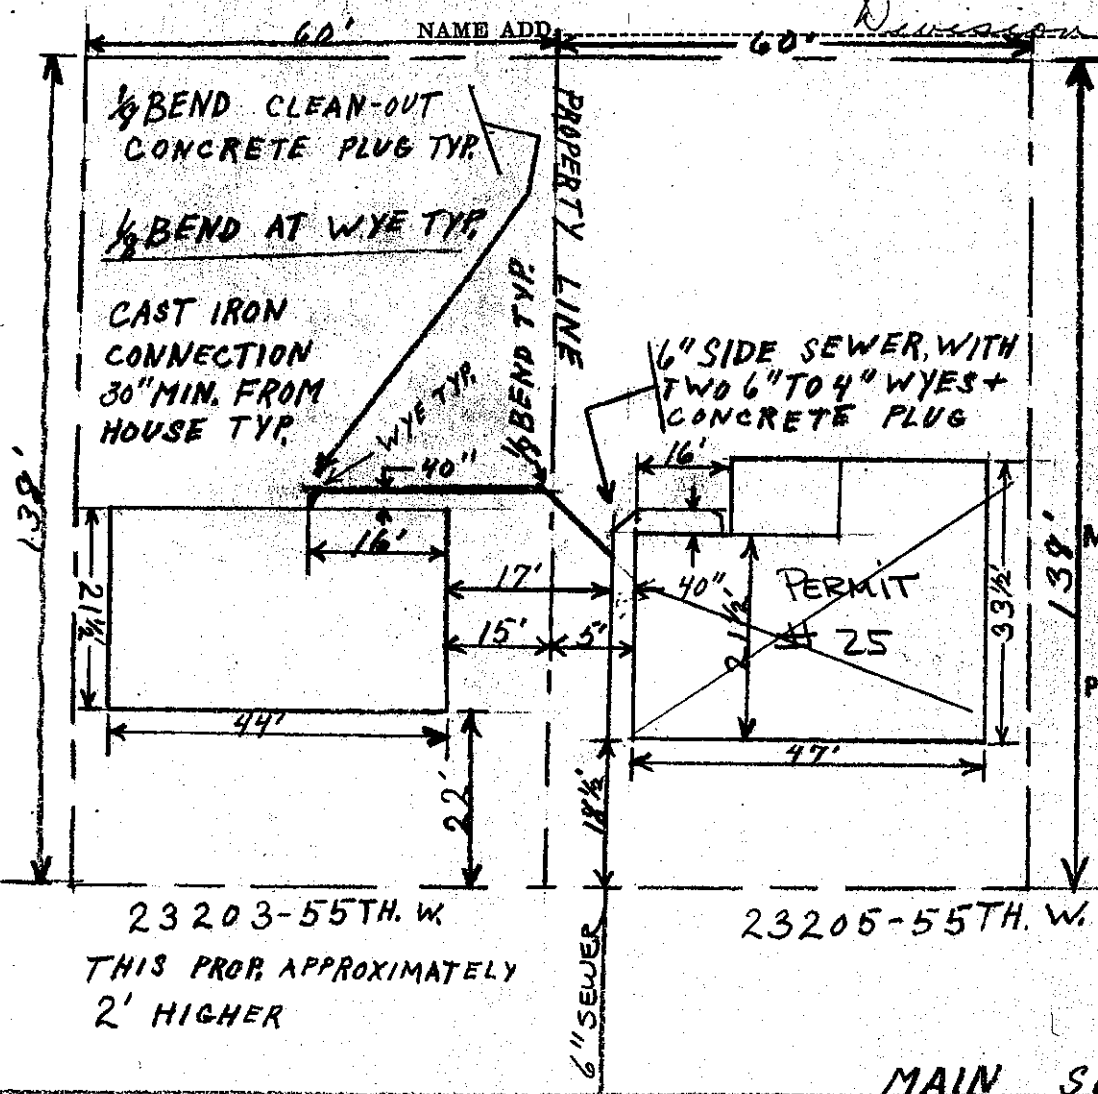 NAME ADD.
Division
60'
60'
1/8 BEND CLEAN-OUT
CONCRETE PLUG TYP.
1/8 BEND AT WYE TYP.
CAST IRON
CONNECTION
30" MIN. FROM
HOUSE TYP.
WYE TYP.
1/8 BEND TYP.
PROPERTY LINE
6" SIDE SEWER, WITH
TWO 6" TO 4" WYES +
CONCRETE PLUG
138'
40"
16'
16'
17'
15'
5'
40"
21 1/2'
21 1/2'
PERMIT
# 25
33 1/2'
138'
44'
47'
22'
18 1/2'
23203-55TH. W.
23205-55TH. W.
THIS PROP. APPROXIMATELY
2' HIGHER
6" SEWER
MAIN